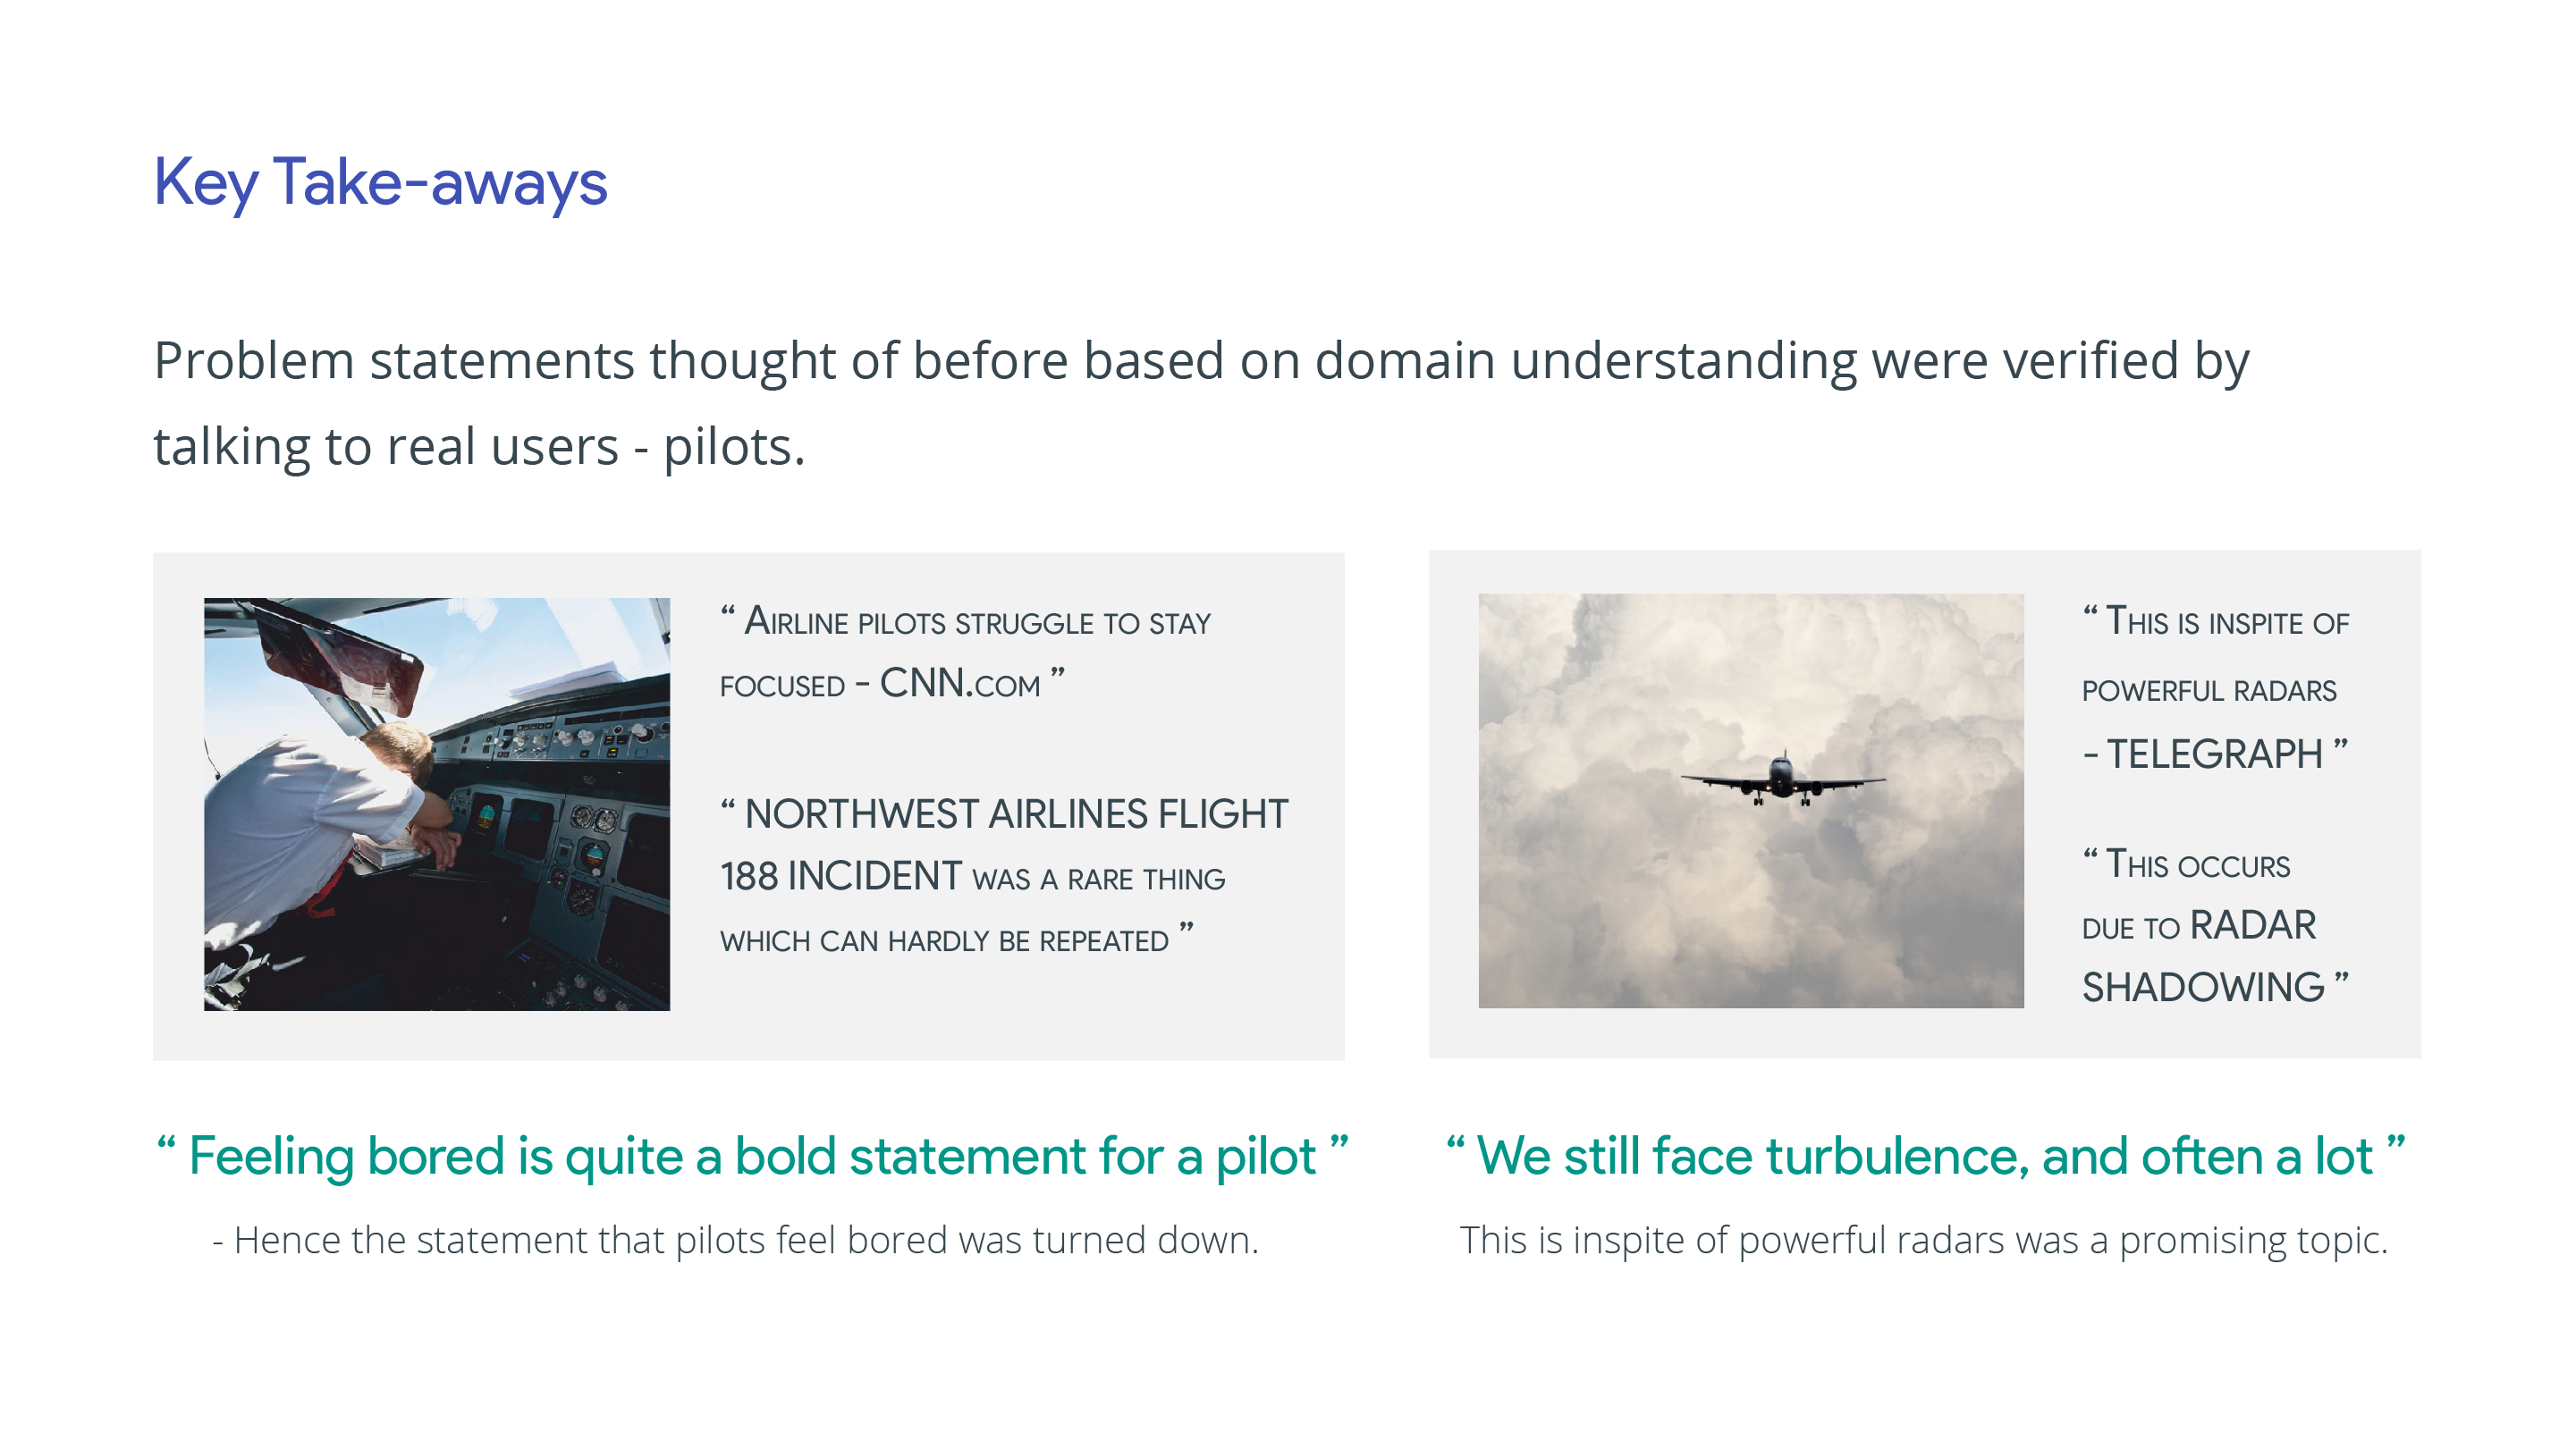 Key Take-aways
Problem statements thought of before based on domain understanding were verified by
talking to real users - pilots.
“ Airline pilots struggle to stay
focused - CNN.com ”
“ NORTHWEST AIRLINES FLIGHT
188 INCIDENT was a rare thing
which can hardly be repeated ”
“ This is inspite of
powerful radars
- TELEGRAPH ”
“ This occurs
due to RADAR
SHADOWING ”
“ Feeling bored is quite a bold statement for a pilot ”
- Hence the statement that pilots feel bored was turned down.
“ We still face turbulence, and often a lot ”
This is inspite of powerful radars was a promising topic.